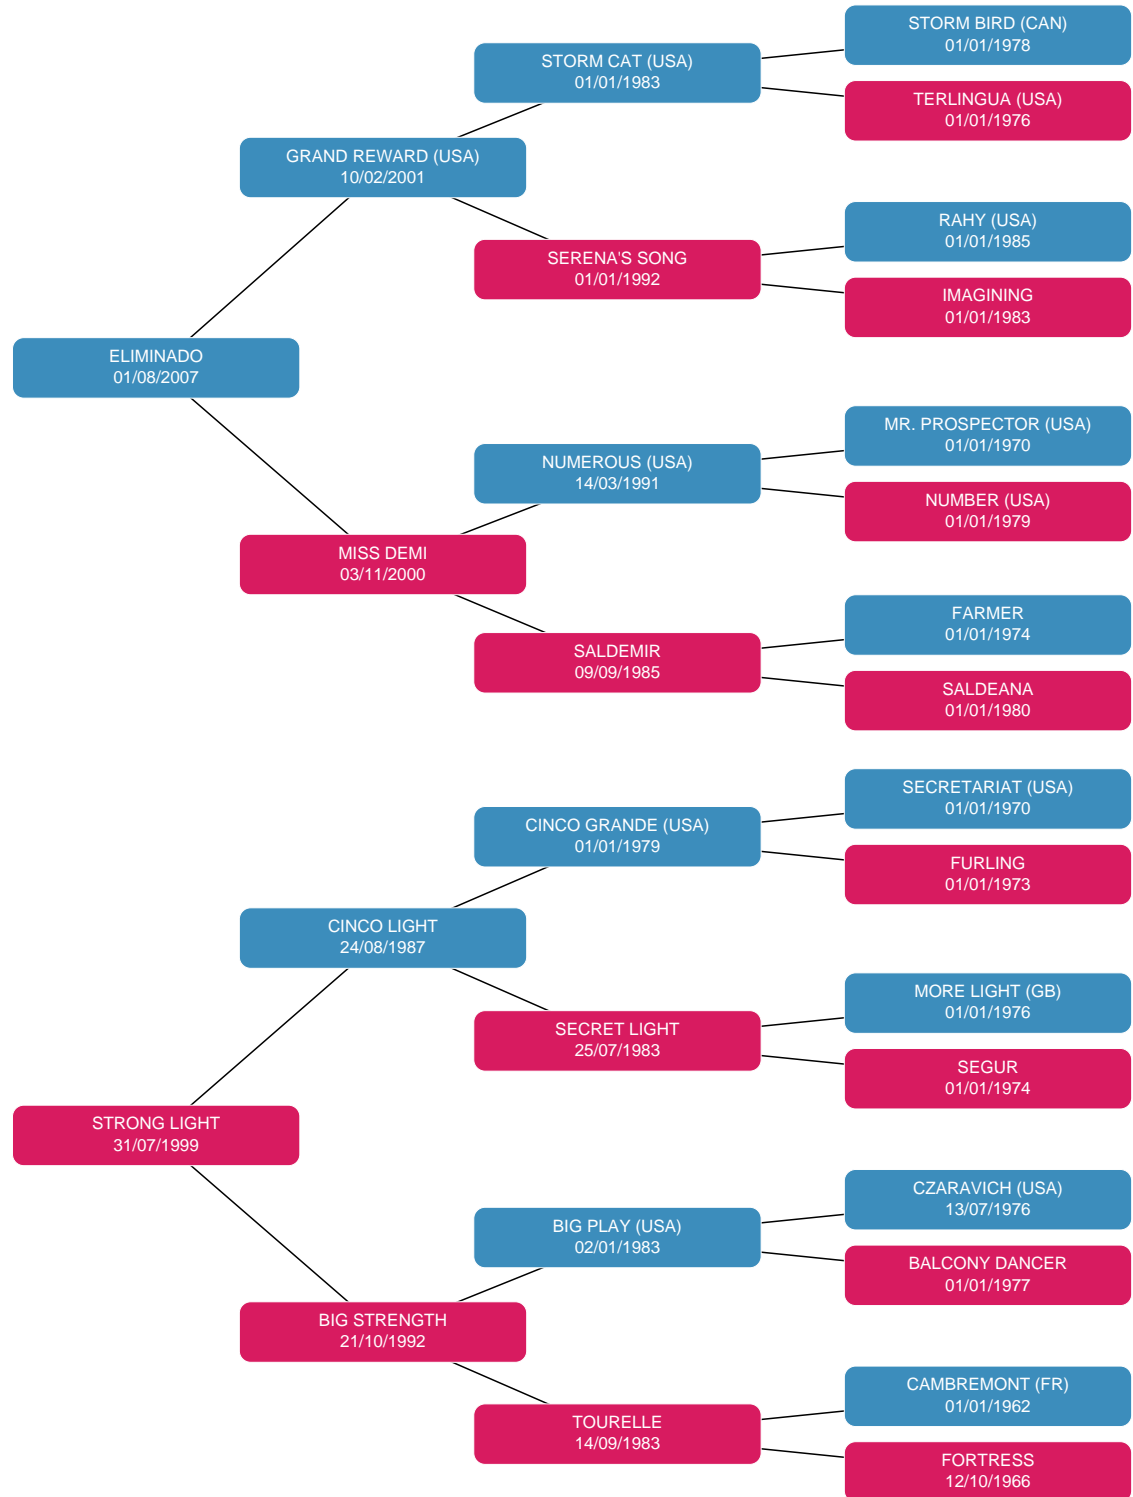 STORM BIRD (CAN)
01/01/1978
STORM CAT (USA)
01/01/1983
TERLINGUA (USA)
01/01/1976
GRAND REWARD (USA)
10/02/2001
RAHY (USA)
01/01/1985
SERENA'S SONG
01/01/1992
IMAGINING
01/01/1983
ELIMINADO
01/08/2007
MR. PROSPECTOR (USA)
01/01/1970
NUMEROUS (USA)
14/03/1991
NUMBER (USA)
01/01/1979
MISS DEMI
03/11/2000
FARMER
01/01/1974
SALDEMIR
09/09/1985
SALDEANA
01/01/1980
SECRETARIAT (USA)
01/01/1970
CINCO GRANDE (USA)
01/01/1979
FURLING
01/01/1973
CINCO LIGHT
24/08/1987
MORE LIGHT (GB)
01/01/1976
SECRET LIGHT
25/07/1983
SEGUR
01/01/1974
STRONG LIGHT
31/07/1999
CZARAVICH (USA)
13/07/1976
BIG PLAY (USA)
02/01/1983
BALCONY DANCER
01/01/1977
BIG STRENGTH
21/10/1992
CAMBREMONT (FR)
01/01/1962
TOURELLE
14/09/1983
FORTRESS
12/10/1966